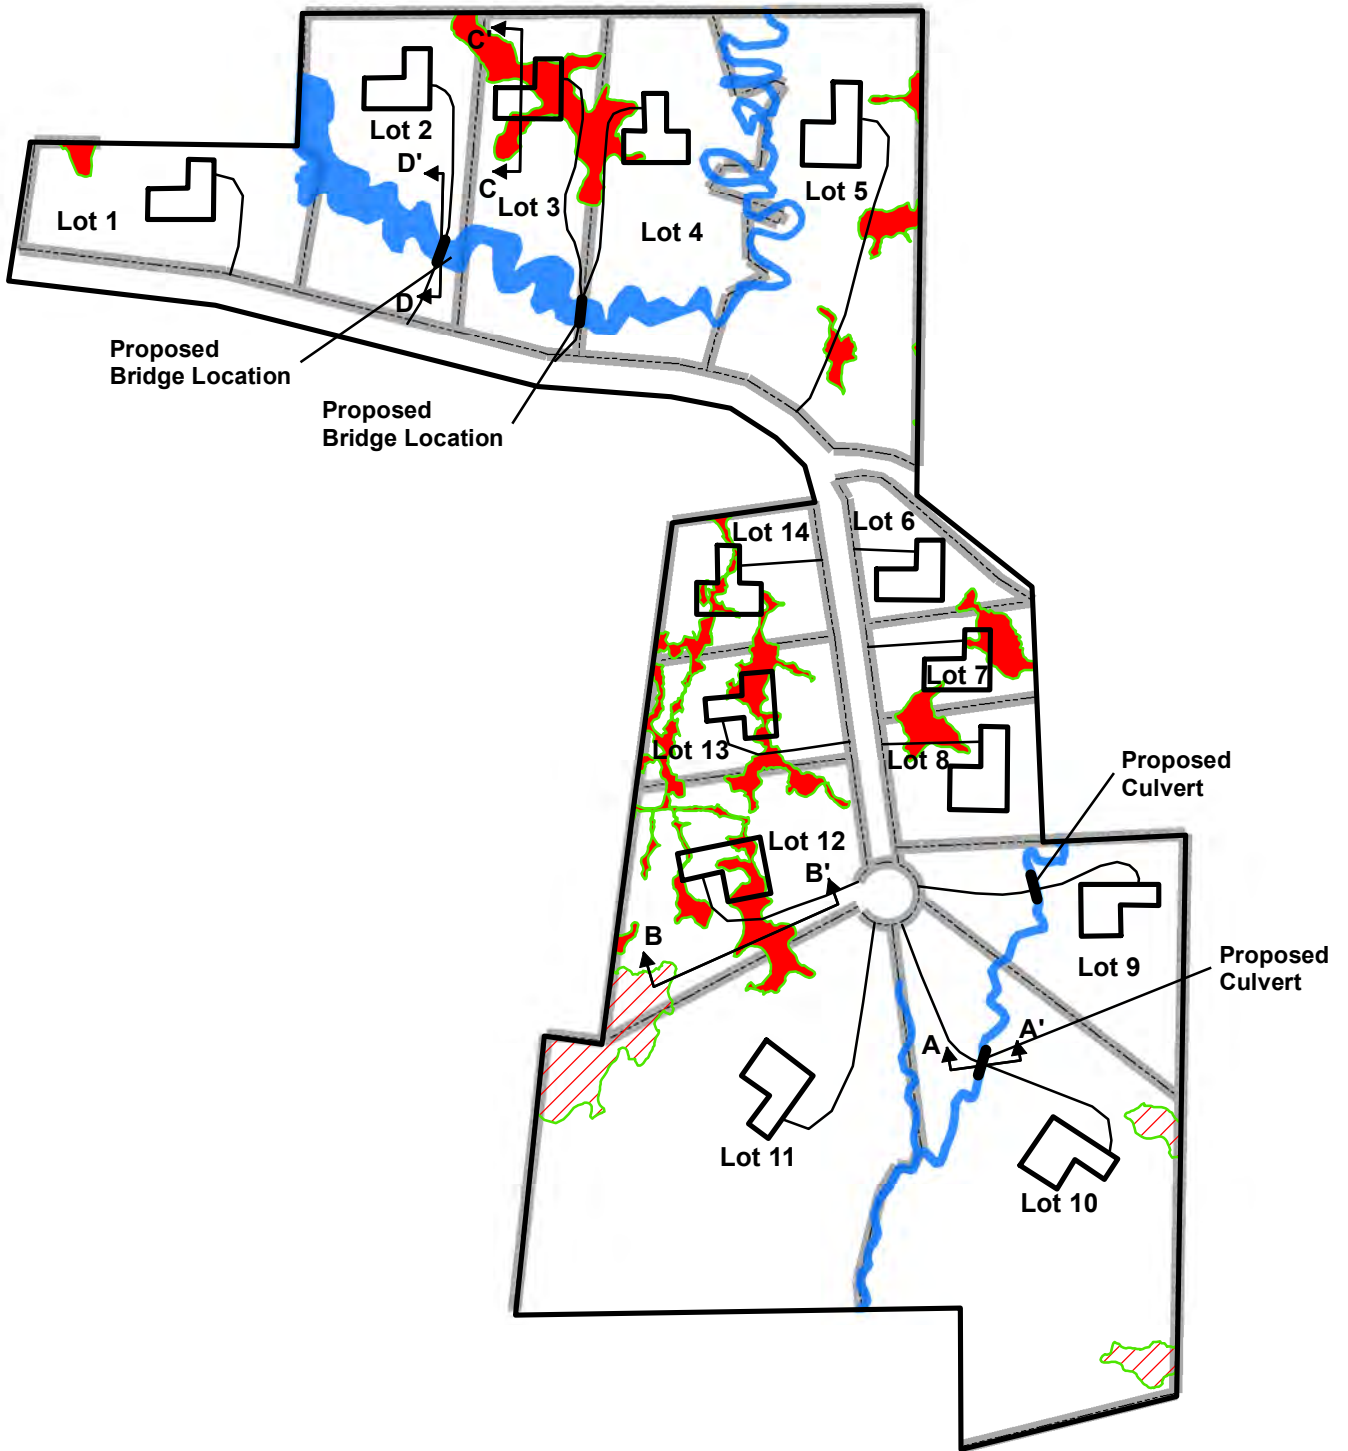 C'
Lot 2
D'
Lot 5
C
Lot 3
Lot 1
Lot 4
D
Proposed
Bridge Location
Proposed
Bridge Location
Lot 14
Lot 6
Lot 7
Lot 13
Lot 8
Proposed
Culvert
Lot 12
B'
B
Lot 9
Proposed
Culvert
A
A'
Lot 11
Lot 10